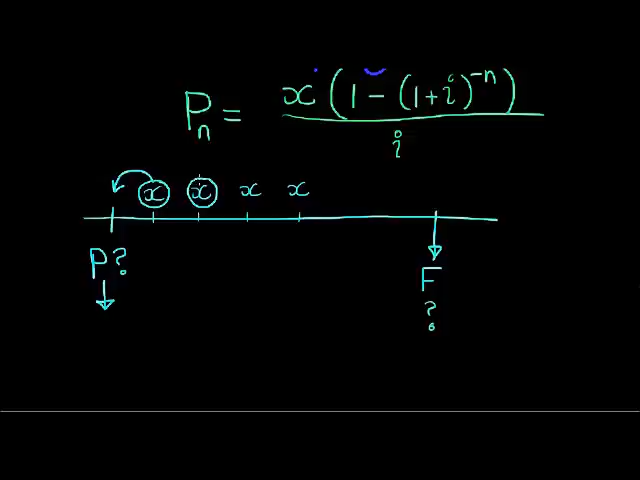 Pₙ = x(1 − (1+i)⁻ⁿ)
i
x x x x
P? F
?